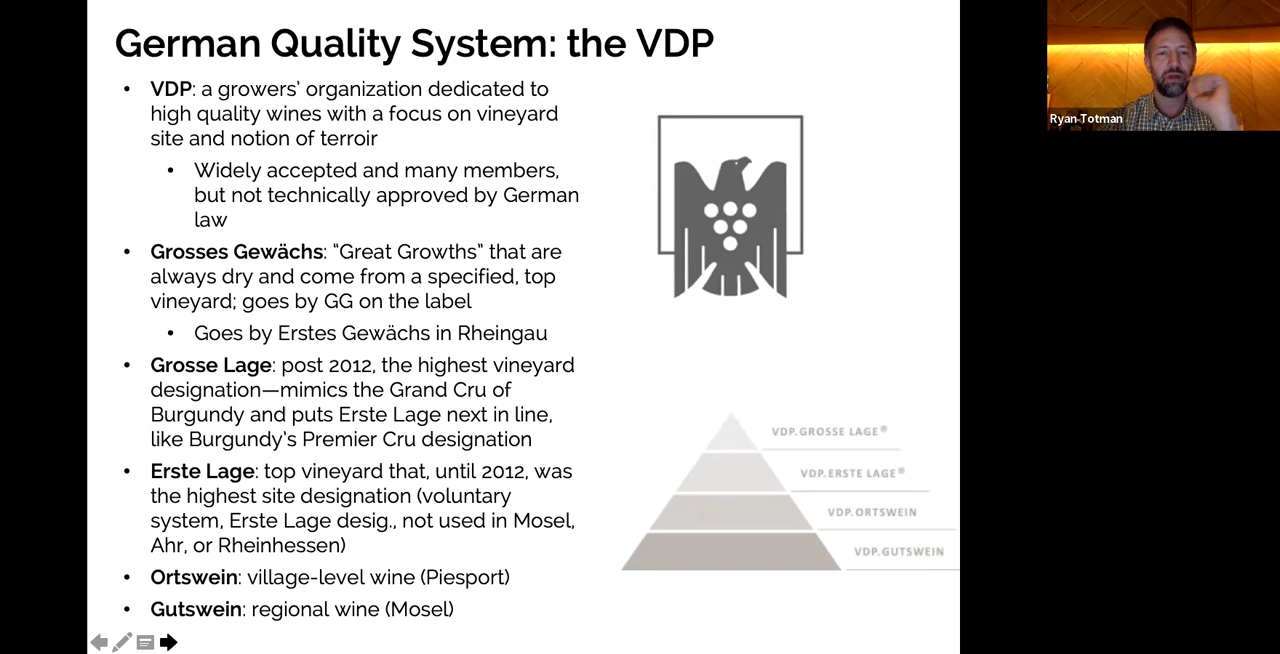 German Quality System: the VDP
• VDP: a growers' organization dedicated to
high quality wines with a focus on vineyard
site and notion of terroir
• Widely accepted and many members,
but not technically approved by German
law
• Grosses Gewächs: "Great Growths" that are
always dry and come from a specified, top
vineyard; goes by GG on the label
• Goes by Erstes Gewächs in Rheingau
• Grosse Lage: post 2012, the highest vineyard
designation—mimics the Grand Cru of
Burgundy and puts Erste Lage next in line,
like Burgundy's Premier Cru designation
• Erste Lage: top vineyard that, until 2012, was
the highest site designation (voluntary
system, Erste Lage desig., not used in Mosel,
Ahr, or Rheinhessen)
• Ortswein: village-level wine (Piesport)
• Gutswein: regional wine (Mosel)
VDP.GROSSE LAGE®
VDP.ERSTE LAGE®
VDP.ORTSWEIN
VDP.GUTSWEIN
Ryan Totman